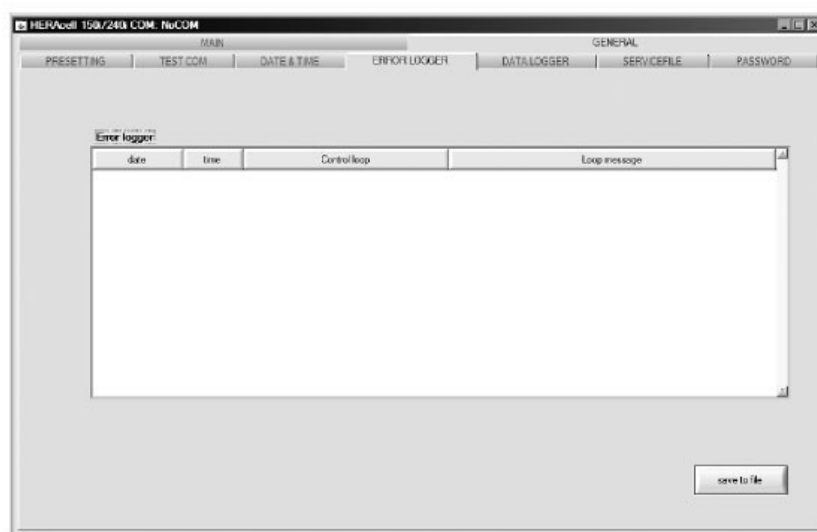 HERAcell 150i/240i COM: NoCOM
MAIN GENERAL
PRESETTING TEST COM. DATE & TIME ERROR LOGGER DATA LOGGER SERVICEFILE PASSWORD
Error logger:
date time Control loop Loop message
save to file